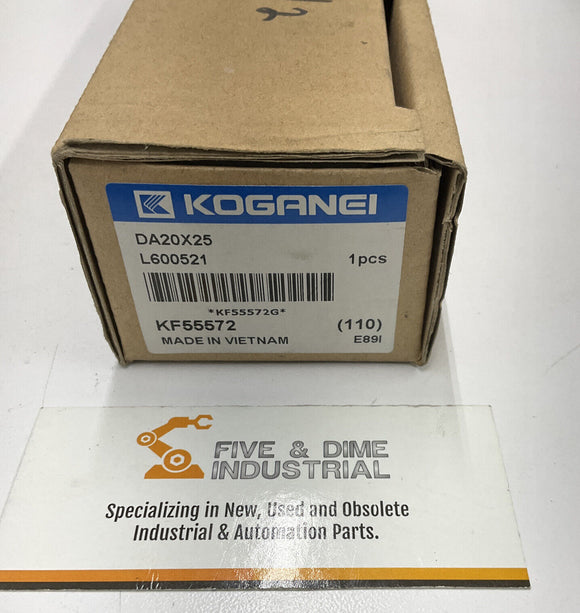 KOGANEI
DA20X25
L600521 1pcs
*KF55572G*
KF55572 (110)
MADE IN VIETNAM E89I
FIVE & DIME
INDUSTRIAL
Specializing in New, Used and Obsolete
Industrial & Automation Parts.